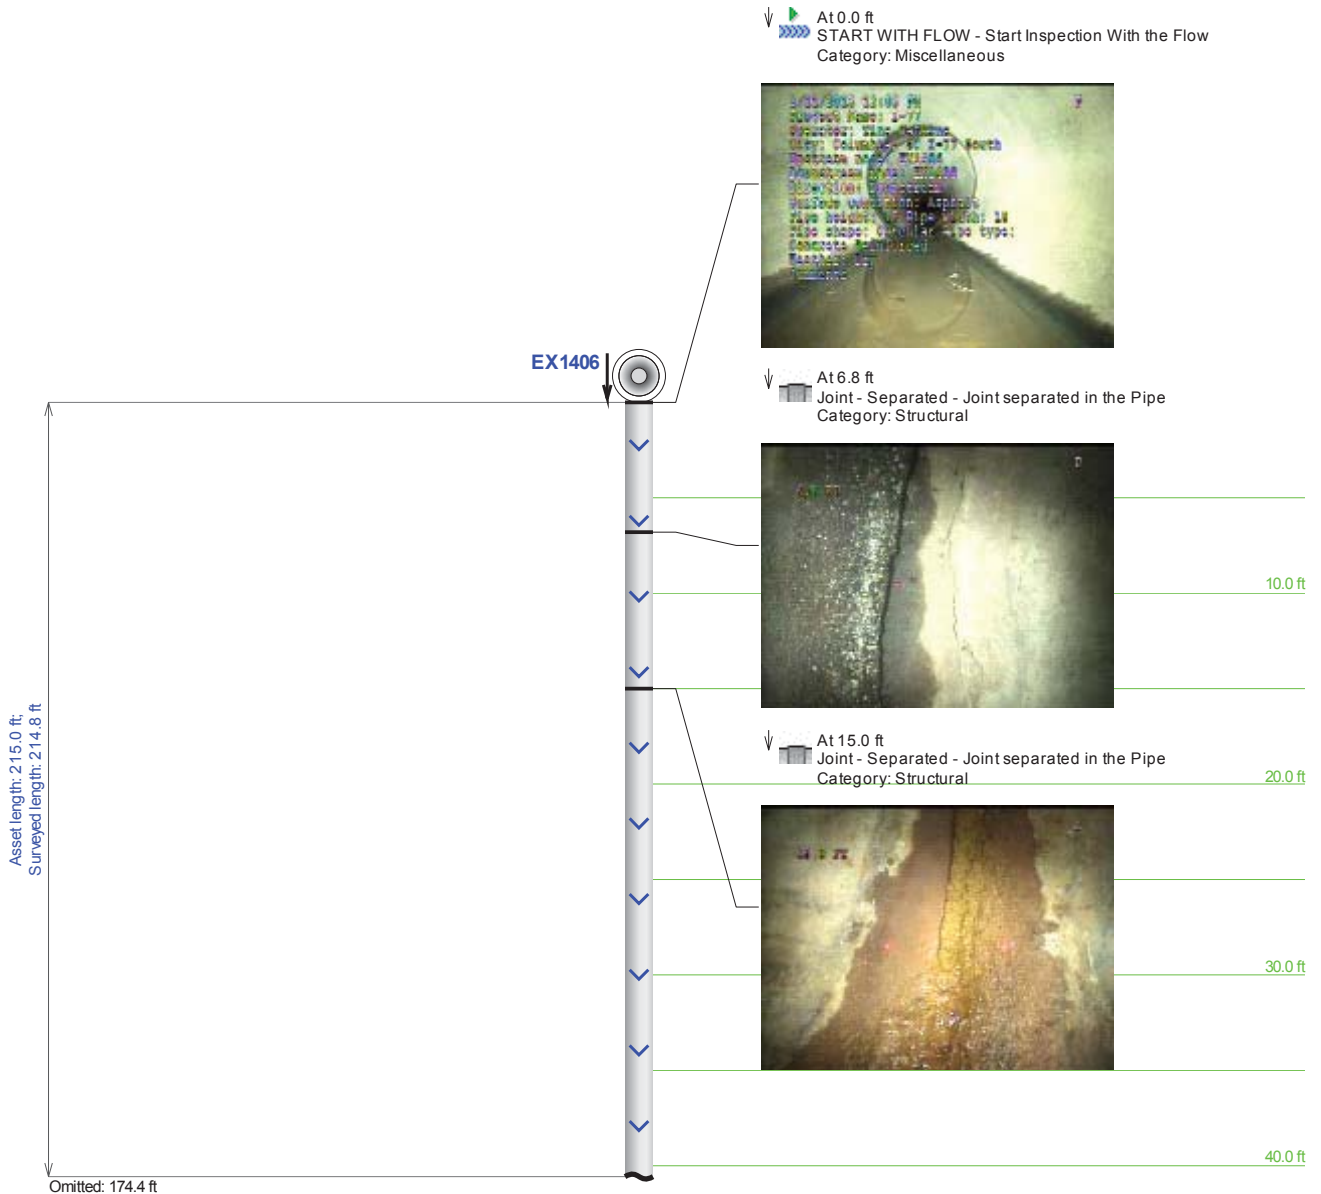 At 0.0 ft
START WITH FLOW - Start Inspection With the Flow
Category: Miscellaneous
City: I-77 South
EX1406
At 6.8 ft
Joint - Separated - Joint separated in the Pipe
Category: Structural
10.0 ft
Asset length: 215.0 ft;
Surveyed length: 214.8 ft
At 15.0 ft
Joint - Separated - Joint separated in the Pipe
Category: Structural
20.0 ft
30.0 ft
40.0 ft
Omitted: 174.4 ft